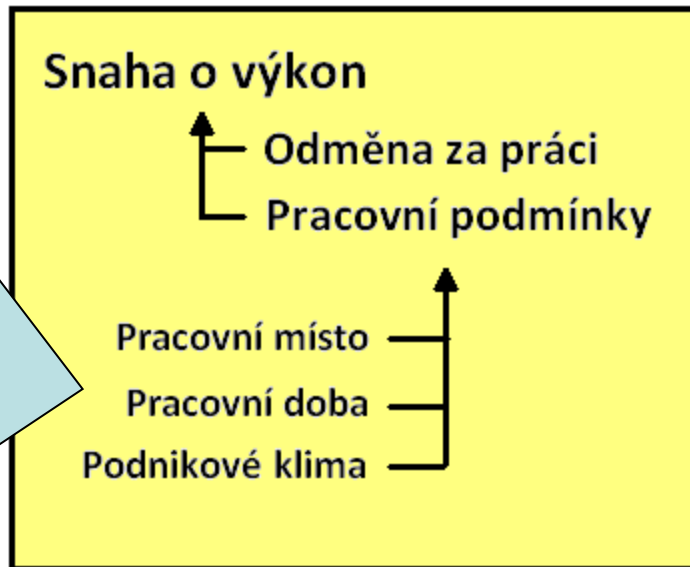 Snaha o výkon
Odměna za práci
Pracovní podmínky
Pracovní místo
Pracovní doba
Podnikové klima